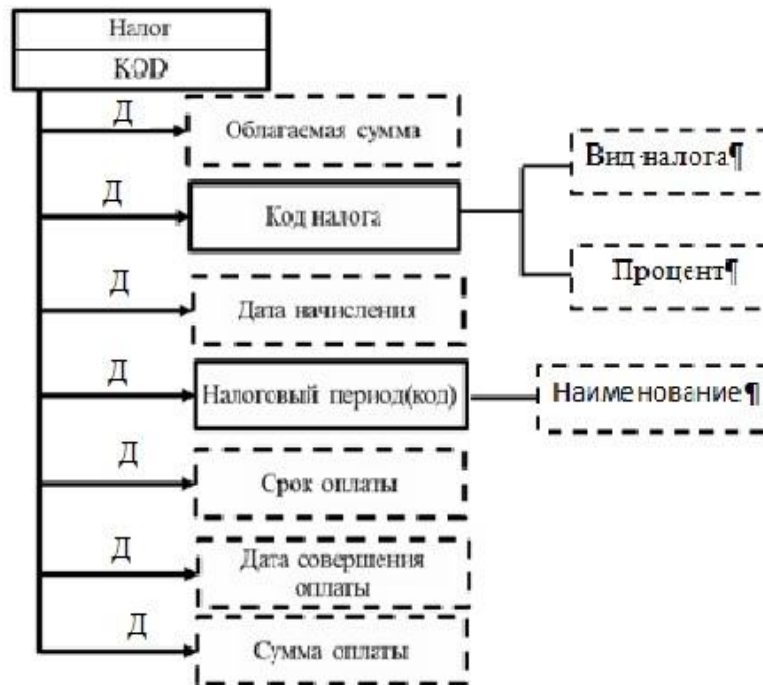 Налог
KOD
Д
Облагаемая сумма
Вид налога¶
Д
Код налога
Процент¶
Д
Дата начисления
Д
Налоговый период(код)
Наименование¶
Д
Срок оплаты
Д
Дата совершения
оплаты
Д
Сумма оплаты